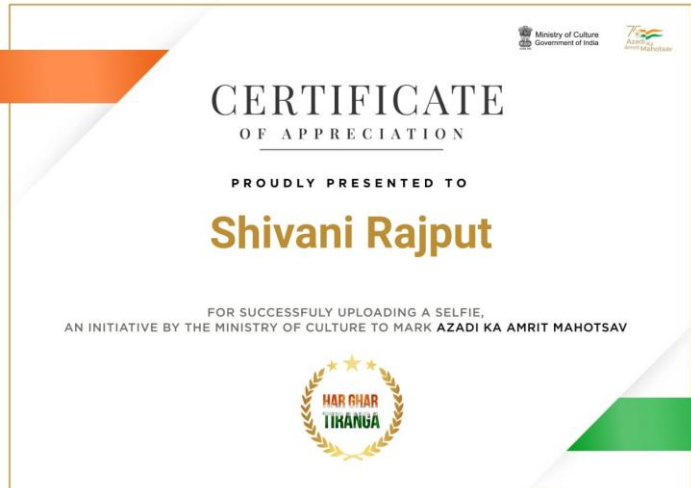 Ministry of Culture
Government of India
Azadi Ka
Amrit Mahotsav
CERTIFICATE
OF APPRECIATION
PROUDLY PRESENTED TO
Shivani Rajput
FOR SUCCESSFULY UPLOADING A SELFIE,
AN INITIATIVE BY THE MINISTRY OF CULTURE TO MARK AZADI KA AMRIT MAHOTSAV
HAR GHAR
TIRANGA